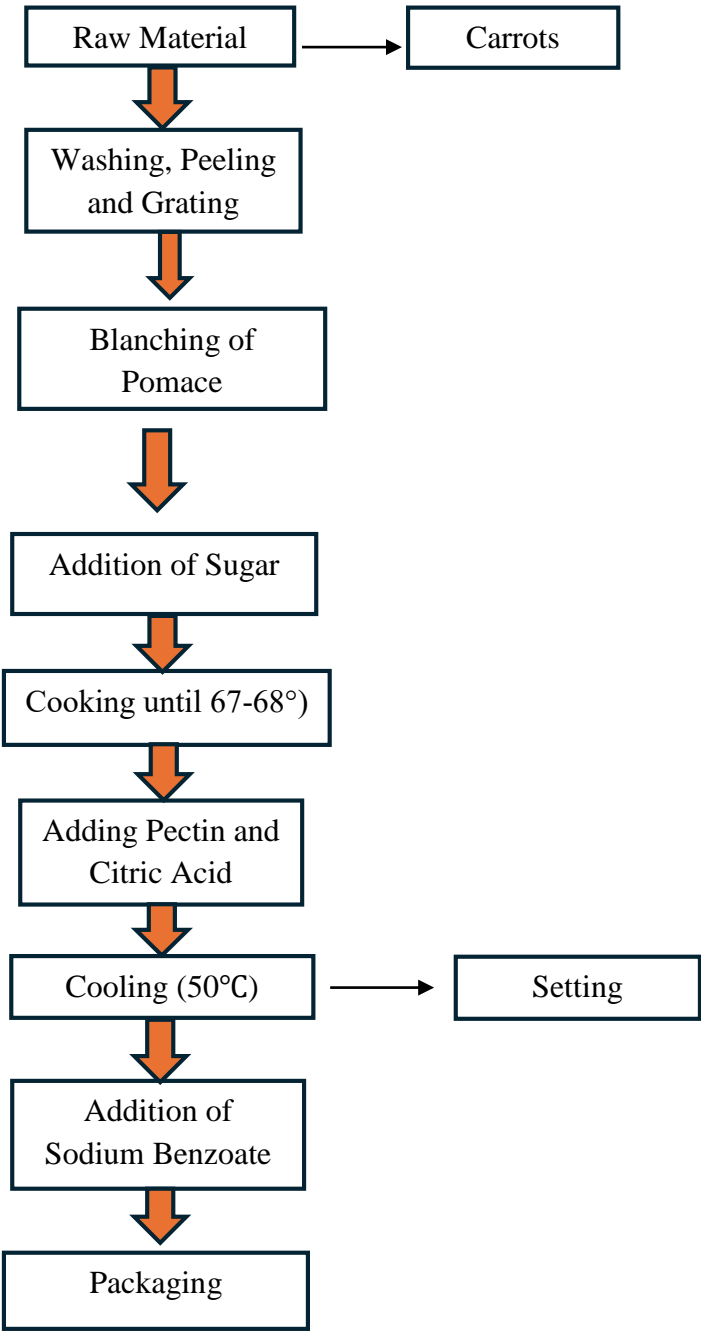 Raw Material
Carrots
Washing, Peeling
and Grating
Blanching of
Pomace
Addition of Sugar
Cooking until 67-68°)
Adding Pectin and
Citric Acid
Cooling (50℃)
Setting
Addition of
Sodium Benzoate
Packaging